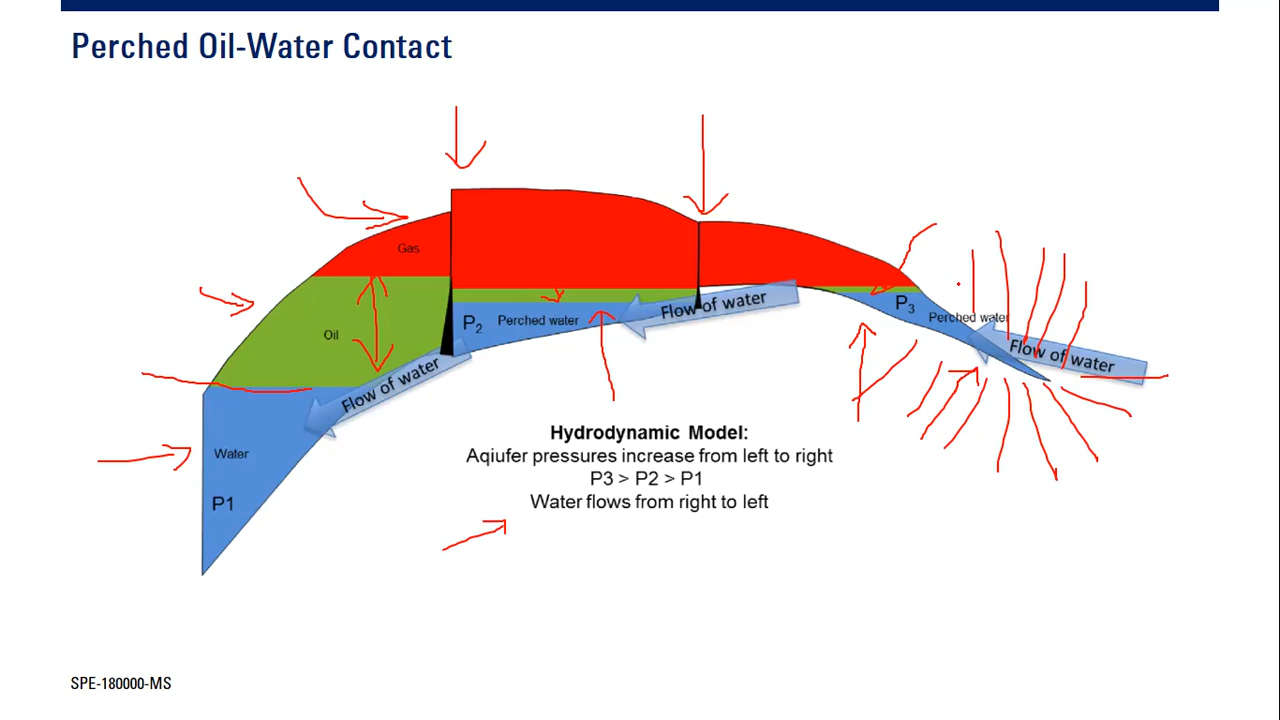 Perched Oil-Water Contact
Gas
Oil
Water
P1
Flow of water
P2
Perched water
Flow of water
P3
Perched water
Flow of water
Hydrodynamic Model:
Aqiufer pressures increase from left to right
P3 > P2 > P1
Water flows from right to left
SPE-180000-MS